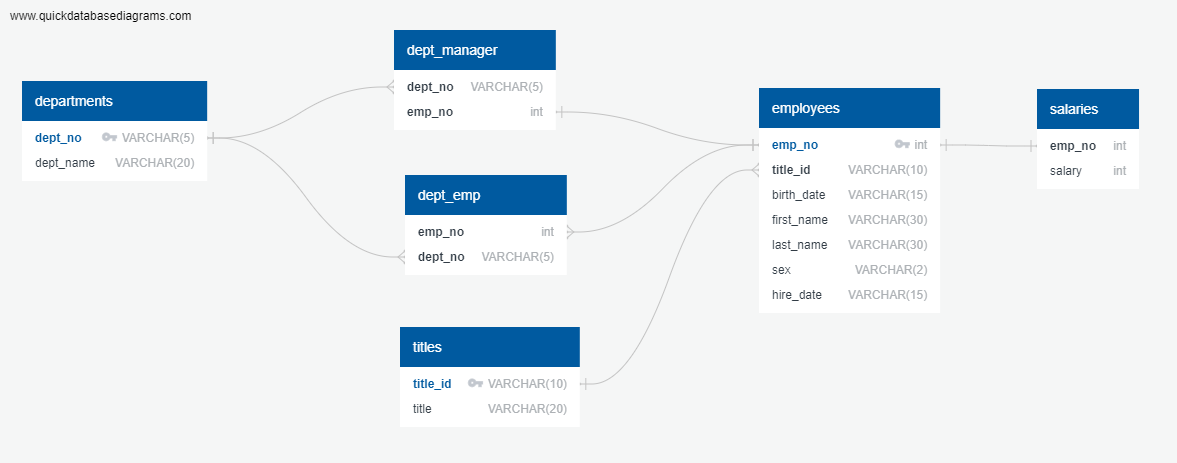 www.quickdatabasediagrams.com
departments
dept_no VARCHAR(5)
dept_name VARCHAR(20)
dept_manager
dept_no VARCHAR(5)
emp_no int
dept_emp
emp_no int
dept_no VARCHAR(5)
titles
title_id VARCHAR(10)
title VARCHAR(20)
employees
emp_no int
title_id VARCHAR(10)
birth_date VARCHAR(15)
first_name VARCHAR(30)
last_name VARCHAR(30)
sex VARCHAR(2)
hire_date VARCHAR(15)
salaries
emp_no int
salary int